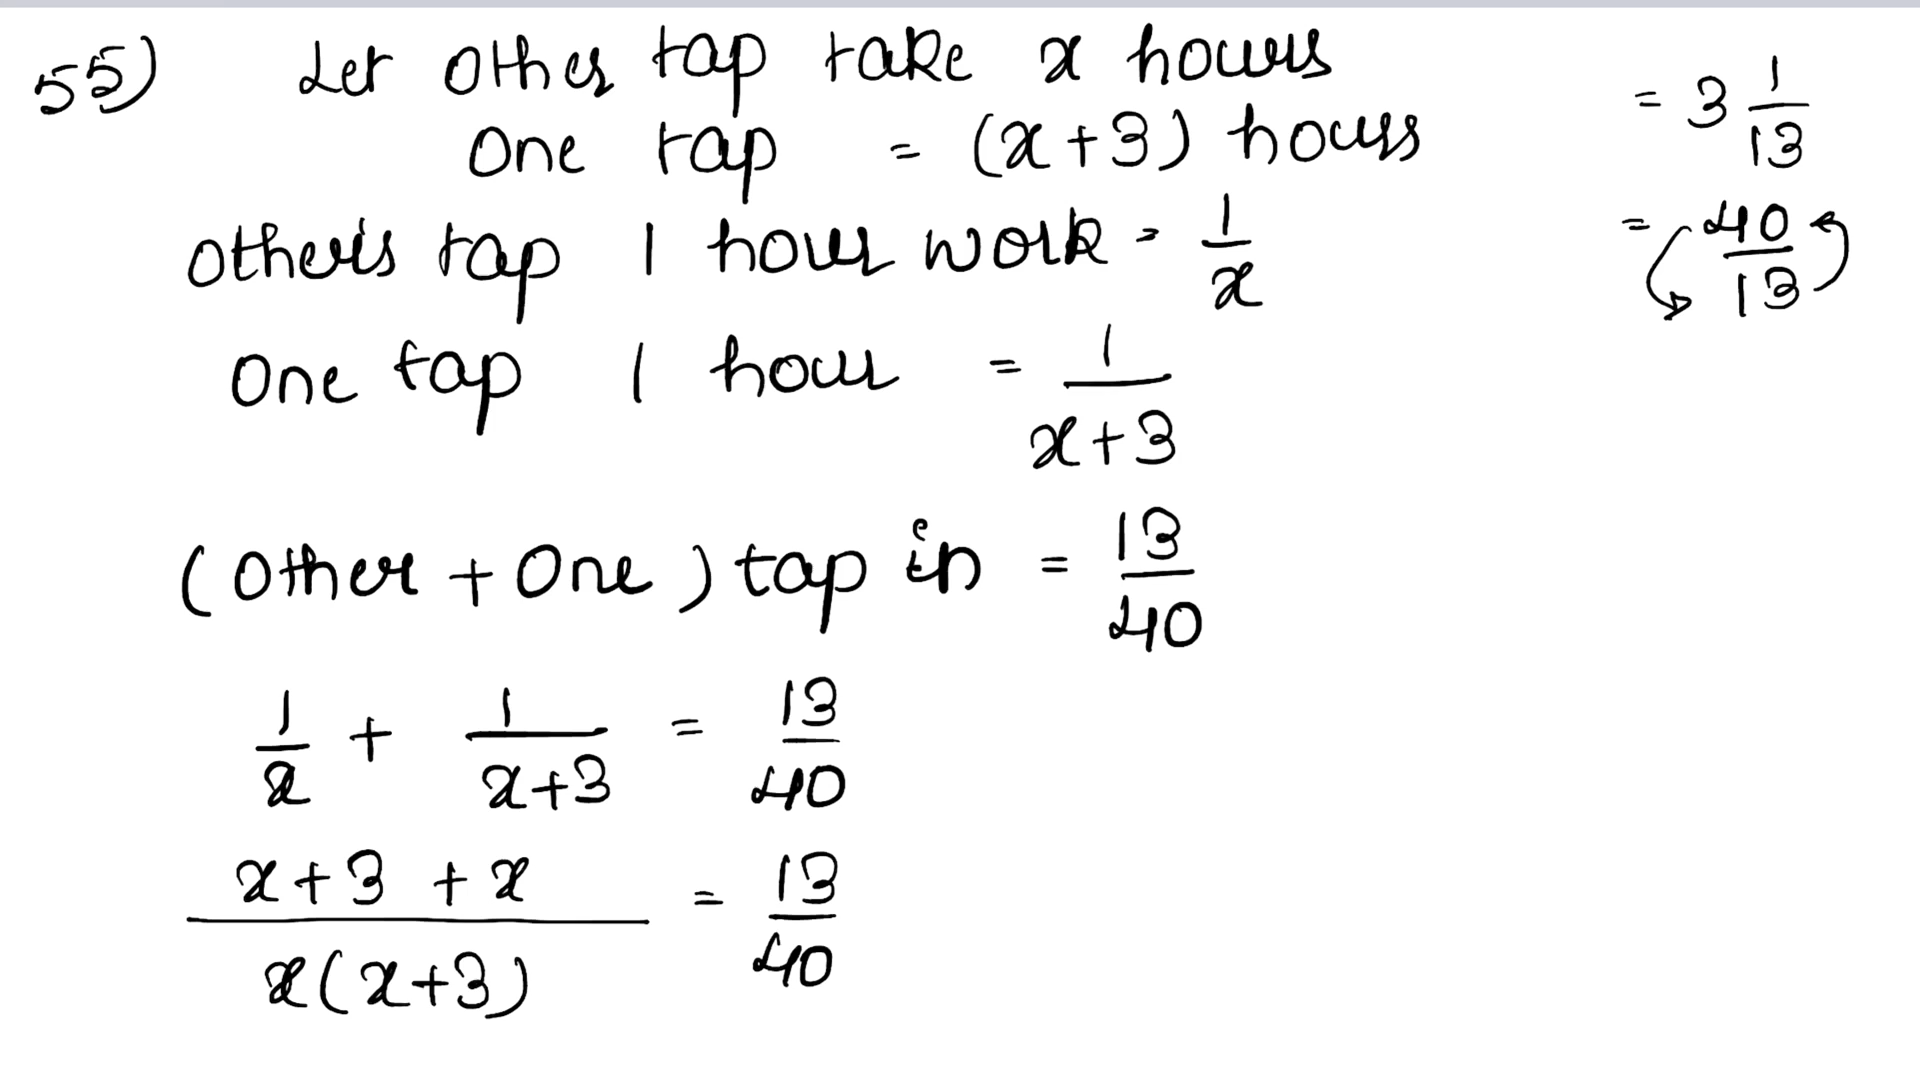 55) Let other tap take x hours
One tap = (x+3) hours
other's tap 1 hour work = 1/x
One tap 1 hour = 1/(x+3)
(Other + One) tap in = 13/40
1/x + 1/(x+3) = 13/40
(x+3+x)/(x(x+3)) = 13/40
= 3 1/13
= 40/13